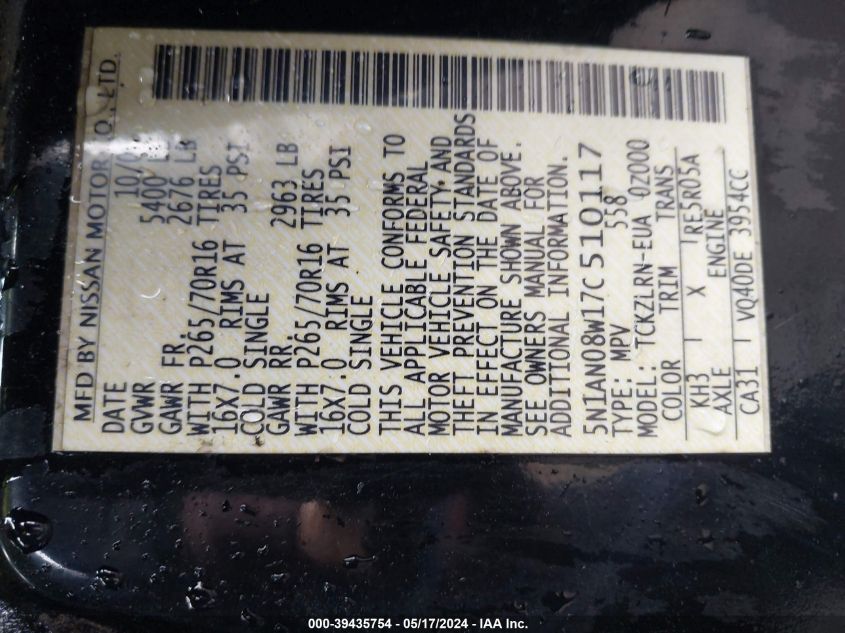 MFD BY NISSAN MOTOR CO., LTD.
DATE 10/0
GVWR 5400
GAWR FR. 2676 LB
WITH P265/70R16 TIRES
16X7.0 RIMS AT 35 PSI
COLD SINGLE
GAWR RR. 2963 LB
WITH P265/70R16 TIRES
16X7.0 RIMS AT 35 PSI
COLD SINGLE
THIS VEHICLE CONFORMS TO
ALL APPLICABLE FEDERAL
MOTOR VEHICLE SAFETY AND
THEFT PREVENTION STANDARDS
IN EFFECT ON THE DATE OF
MANUFACTURE SHOWN ABOVE.
SEE OWNERS MANUAL FOR
ADDITIONAL INFORMATION.
5N1AN08W17C510117
TYPE: MPV 558
MODEL: TCKZLRN-EUA 02000
COLOR TRIM TRANS
KH3 X RE5R05A
AXLE ENGINE
CA31 VQ40DE 3954CC
000-39435754 - 05/17/2024 - IAA Inc.